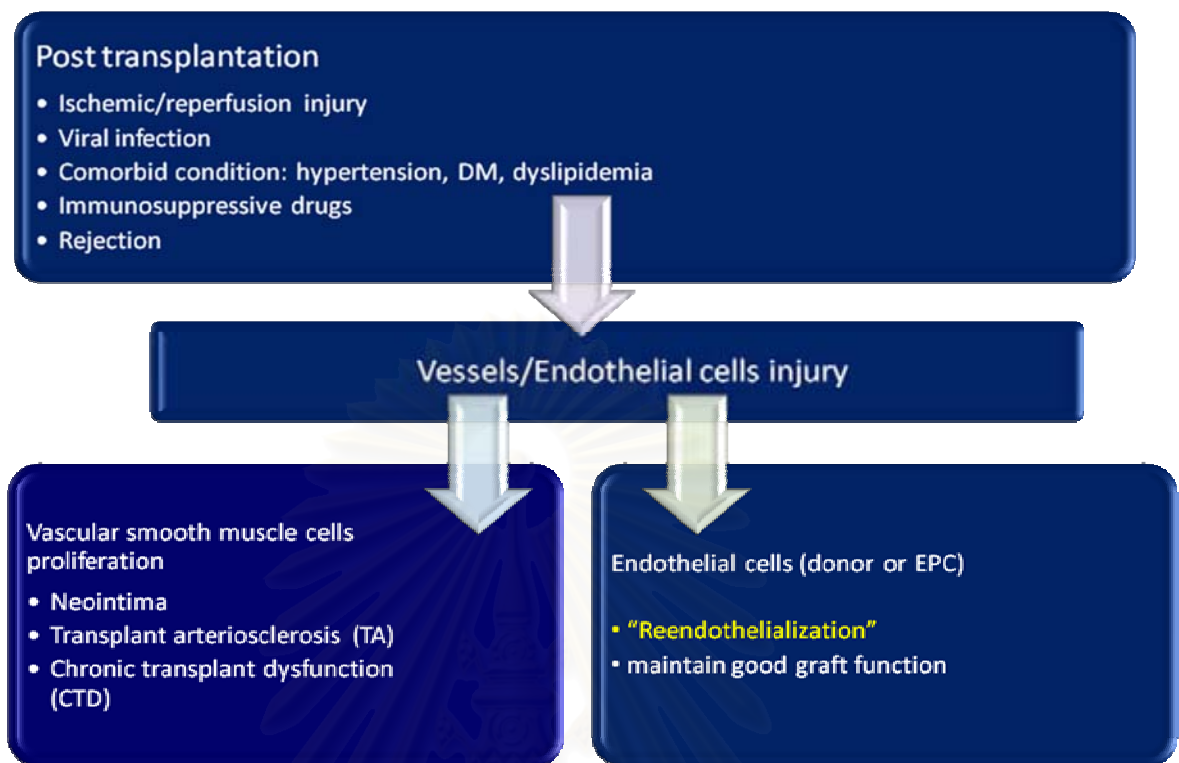 Post transplantation
• Ischemic/reperfusion injury
• Viral infection
• Comorbid condition: hypertension, DM, dyslipidemia
• Immunosuppressive drugs
• Rejection
Vessels/Endothelial cells injury
Vascular smooth muscle cells
proliferation
• Neointima
• Transplant arteriosclerosis (TA)
• Chronic transplant dysfunction
(CTD)
Endothelial cells (donor or EPC)
• “Reendothelialization”
• maintain good graft function